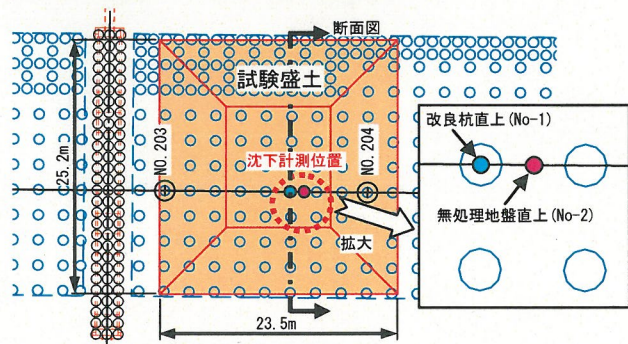 断面図
試験盛土
改良杭直上(No-1)
NO. 203
沈下計測位置
NO. 204
25.2m
無処理地盤直上(No-2)
拡大
23.5m